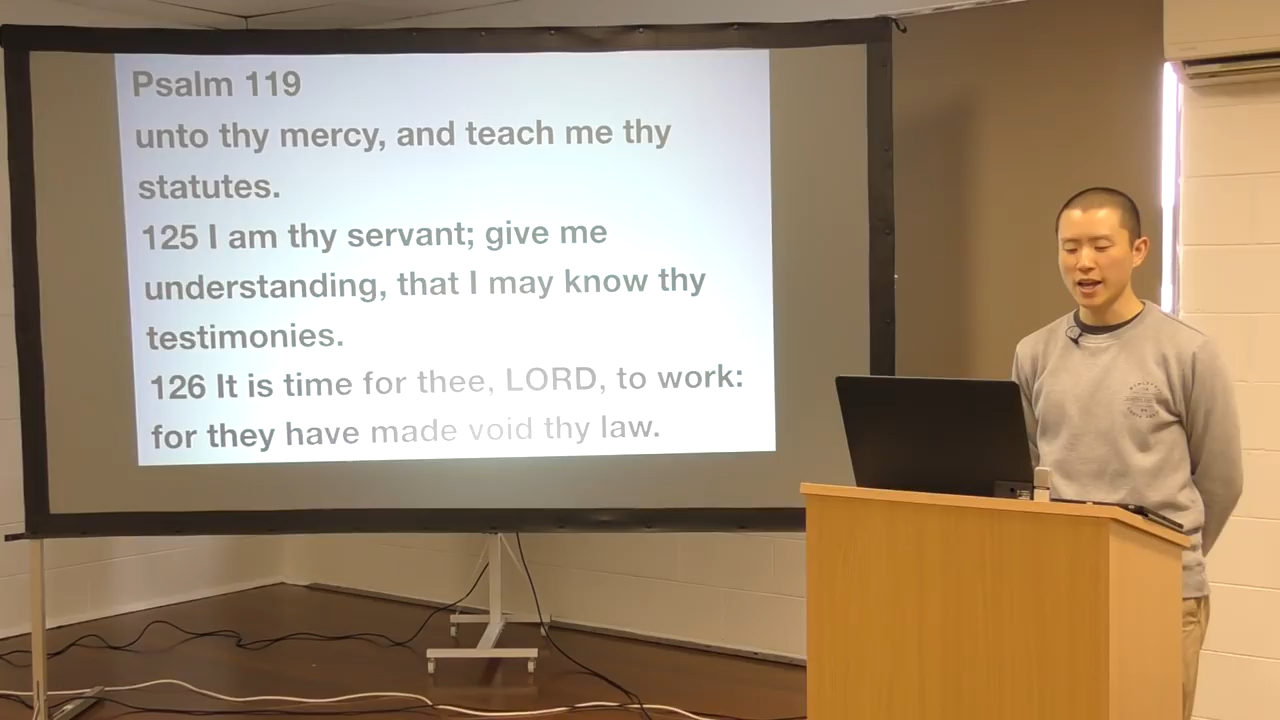 Psalm 119
unto thy mercy, and teach me thy
statutes.
125 I am thy servant; give me
understanding, that I may know thy
testimonies.
126 It is time for thee, LORD, to work:
for they have made void thy law.